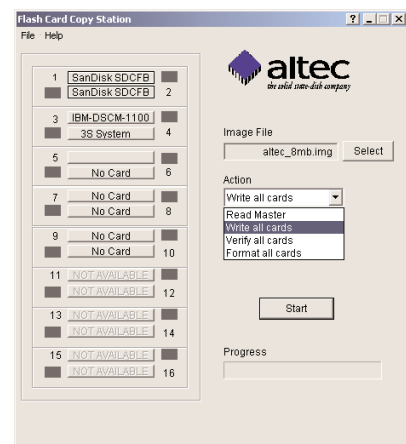 Flash Card Copy Station
File Help
1 SanDisk SDCFB
SanDisk SDCFB 2
3 IBM-DSCM-1100
3S System 4
5
No Card 6
7 No Card
No Card 8
9 No Card
No Card 10
11 NOT AVAILABLE
NOT AVAILABLE 12
13 NOT AVAILABLE
NOT AVAILABLE 14
15 NOT AVAILABLE
NOT AVAILABLE 16
altec
the solid state-disk company
Image File
altec_8mb.img Select
Action
Write all cards
Read Master
Write all cards
Verify all cards
Format all cards
Start
Progress